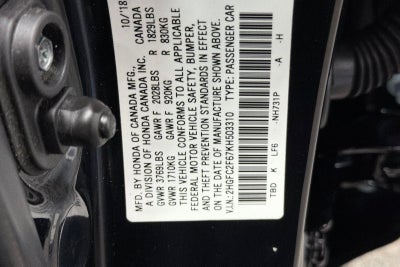 MFD. BY HONDA OF CANADA MFG., 10/'18
A DIVISION OF HONDA CANADA INC. CANADA
GVWR 3769LBS GAWR F 2028LBS R 1829LBS
GVWR 1710KG GAWR F 920KG R 830KG
THIS VEHICLE CONFORMS TO ALL APPLICABLE
FEDERAL MOTOR VEHICLE SAFETY, BUMPER,
AND THEFT PREVENTION STANDARDS IN EFFECT
ON THE DATE OF MANUFACTURE SHOWN ABOVE.
V.I.N.: 2HGFC2F67KH503310 TYPE: PASSENGER CAR
TBD K LF6 NH731P -A -H